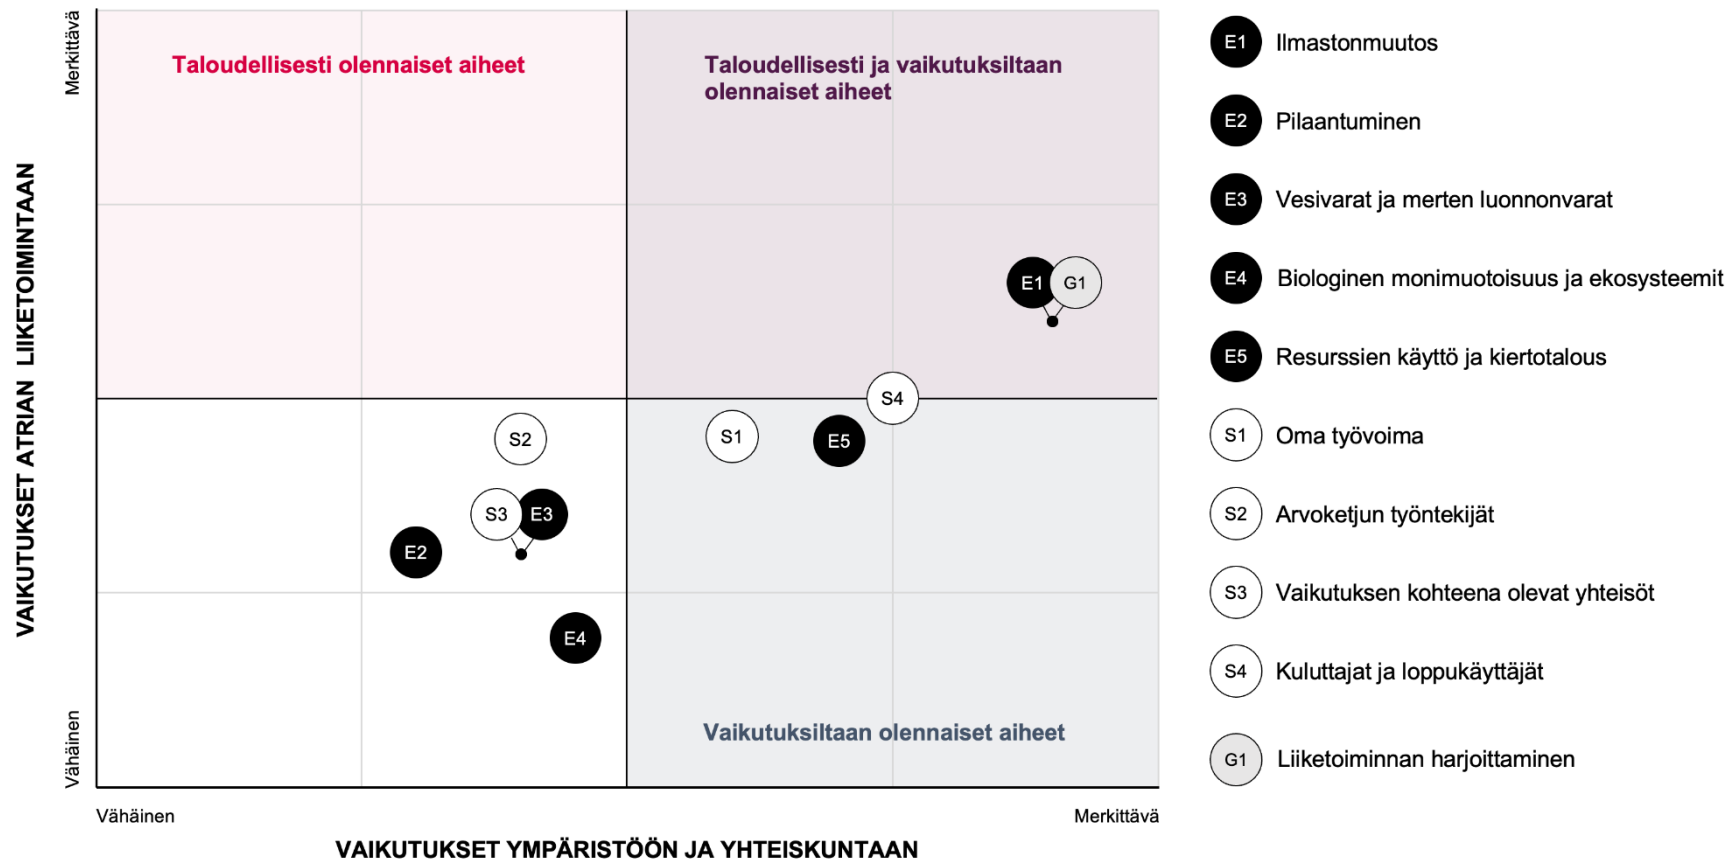 Merkittävä
Taloudellisesti olennaiset aiheet
Taloudellisesti ja vaikutuksiltaan
olennaiset aiheet
VAIKUTUKSET ATRIAN LIIKETOIMINTAAN
E1
G1
S4
S2
S1
E5
S3
E3
E2
E4
Vaikutuksiltaan olennaiset aiheet
Vähäinen
Vähäinen
Merkittävä
VAIKUTUKSET YMPÄRISTÖÖN JA YHTEISKUNTAAN
E1 Ilmastonmuutos
E2 Pilaantuminen
E3 Vesivarat ja merten luonnonvarat
E4 Biologinen monimuotoisuus ja ekosysteemit
E5 Resurssien käyttö ja kiertotalous
S1 Oma työvoima
S2 Arvoketjun työntekijät
S3 Vaikutuksen kohteena olevat yhteisöt
S4 Kuluttajat ja loppukäyttäjät
G1 Liiketoiminnan harjoittaminen